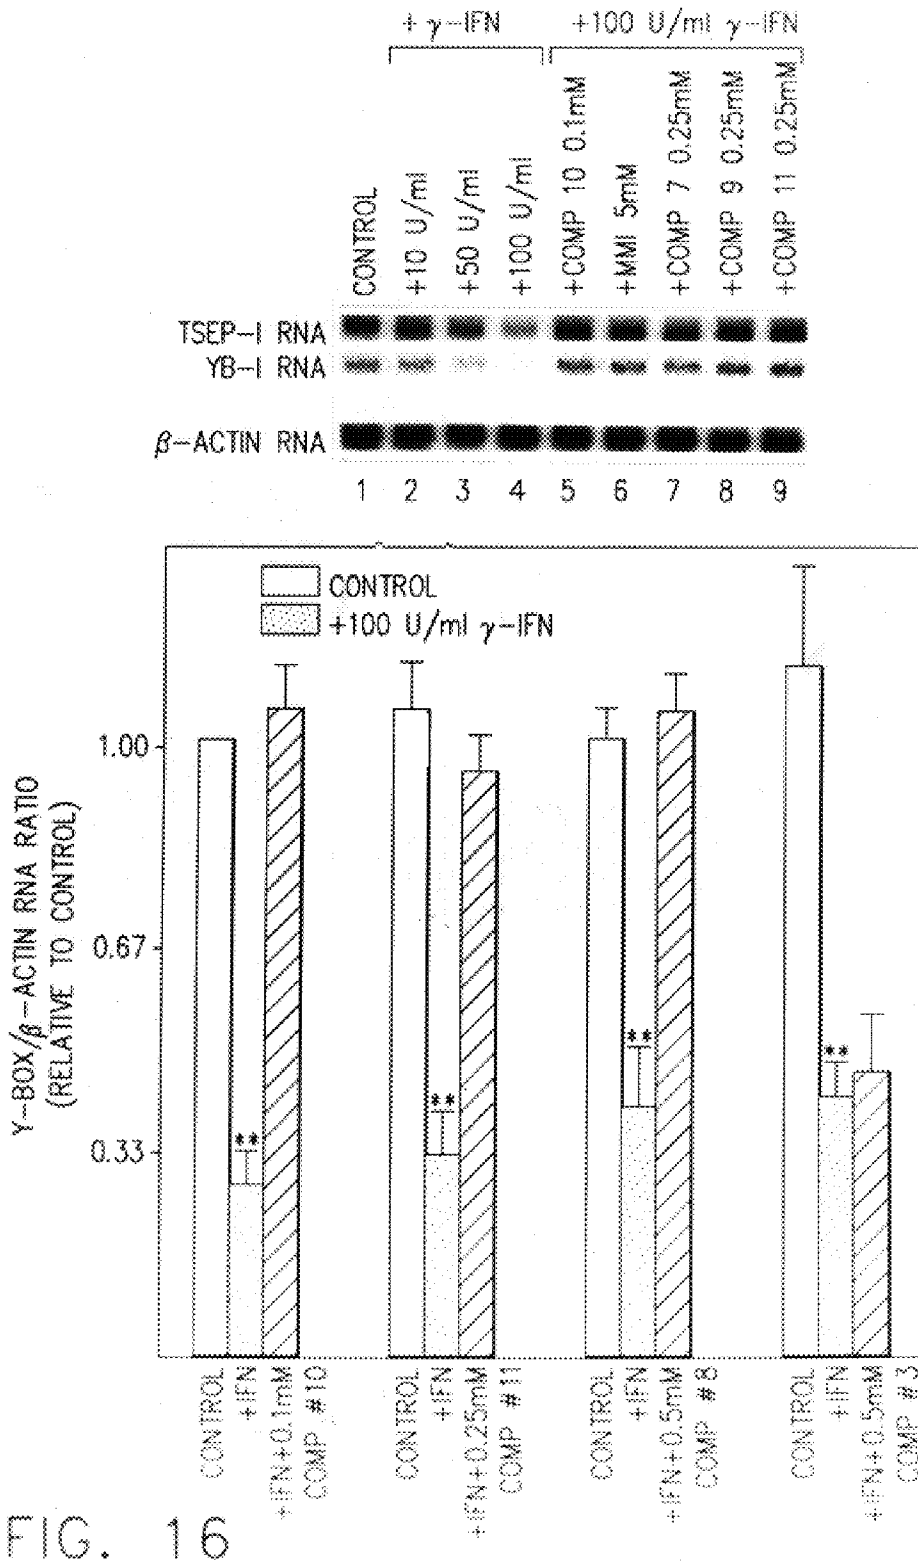 + γ-IFN
+100 U/ml γ-IFN
CONTROL
+10 U/ml
+50 U/ml
+100 U/ml
+COMP 10 0.1mM
+MMI 5mM
+COMP 7 0.25mM
+COMP 9 0.25mM
+COMP 11 0.25mM
TSEP-I RNA
YB-I RNA
β-ACTIN RNA
1 2 3 4 5 6 7 8 9
CONTROL
+100 U/ml γ-IFN
Y-BOX/β-ACTIN RNA RATIO
(RELATIVE TO CONTROL)
1.00
0.67
0.33
**
**
**
**
CONTROL
+IFN
+IFN+0.1mM
COMP #10
CONTROL
+IFN
+IFN+0.25mM
COMP #11
CONTROL
+IFN
+IFN+0.5mM
COMP #8
CONTROL
+IFN
+IFN+0.5mM
COMP #3
FIG. 16